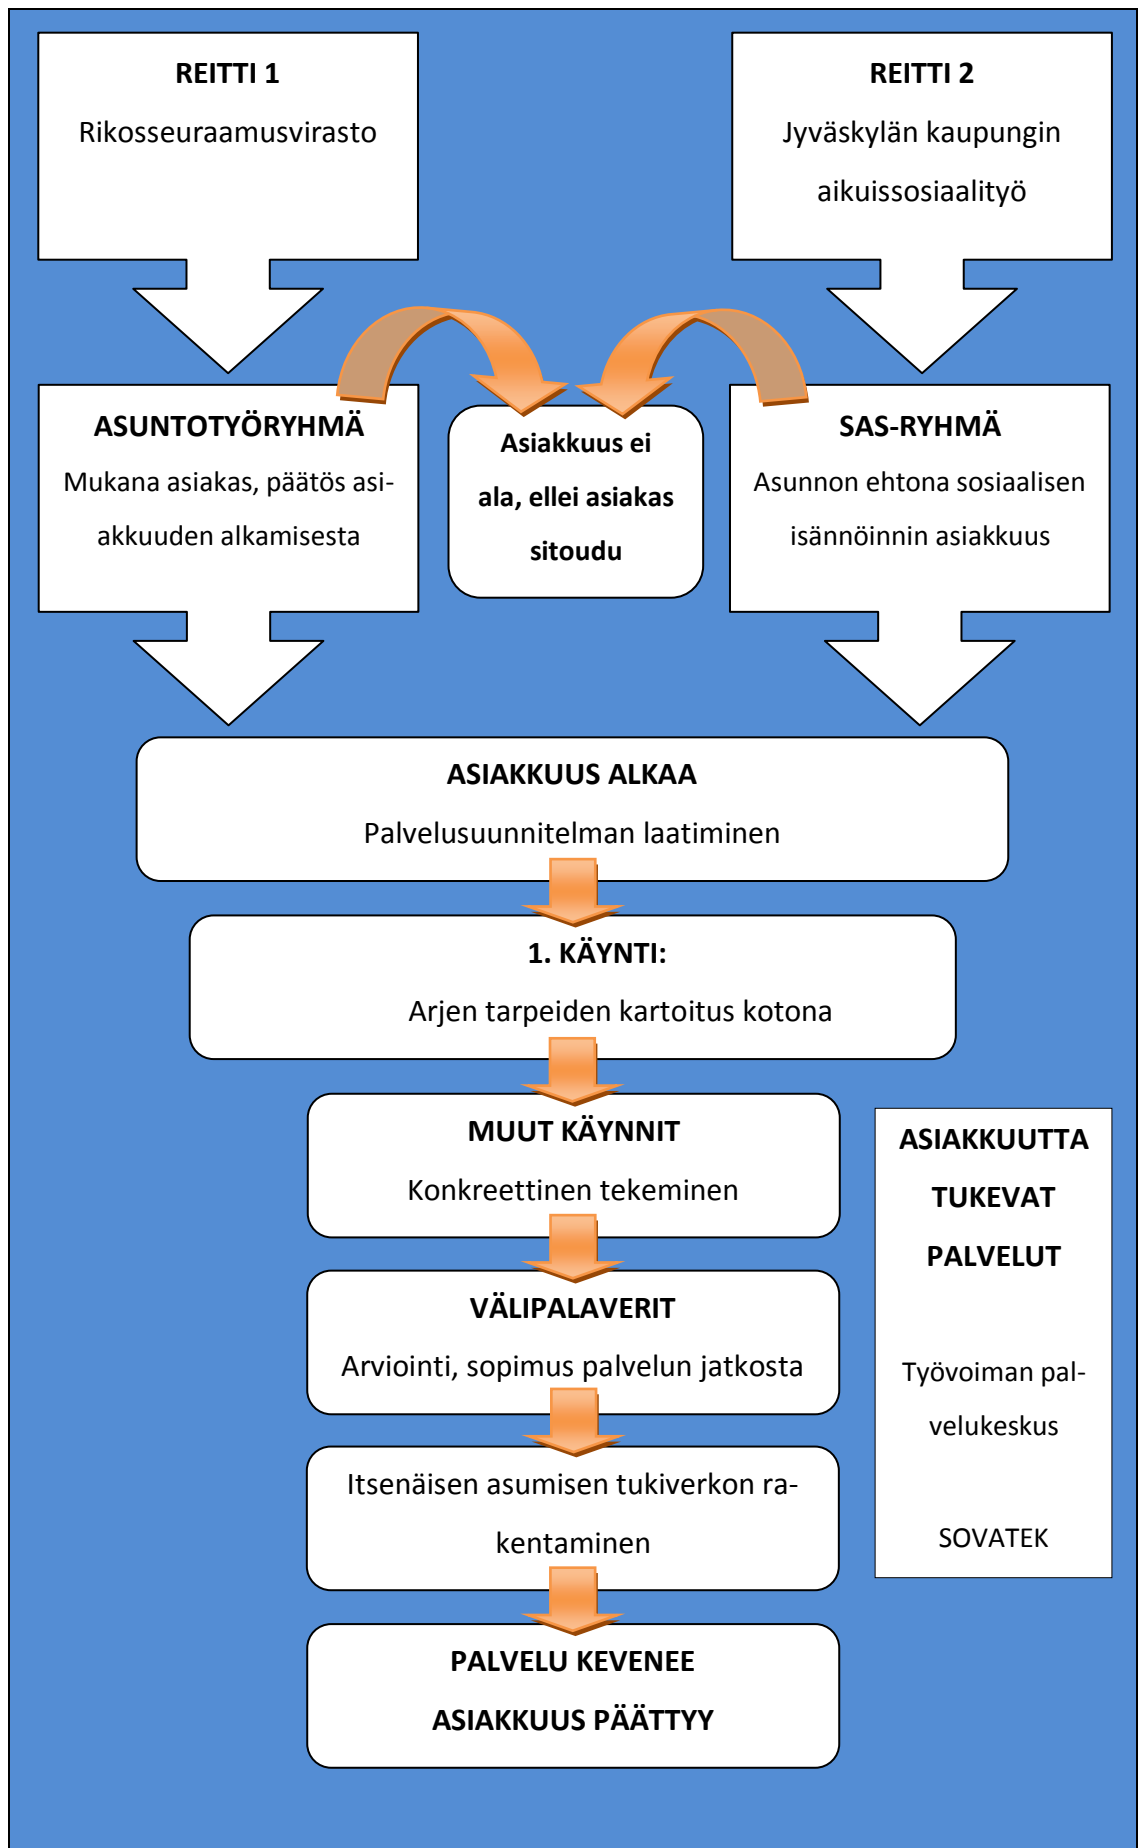 REITTI 1
Rikosseuraamusvirasto
REITTI 2
Jyväskylän kaupungin
aikuissosiaalityö
ASUNTOTYÖRYHMÄ
Mukana asiakas, päätös asi-
akkuuden alkamisesta
Asiakkuus ei
ala, ellei asiakas
sitoudu
SAS-RYHMÄ
Asunnon ehtona sosiaalisen
isännöinnin asiakkuus
ASIAKKUUS ALKAA
Palvelusuunnitelman laatiminen
1. KÄYNTI:
Arjen tarpeiden kartoitus kotona
MUUT KÄYNNIT
Konkreettinen tekeminen
VÄLIPALAVERIT
Arviointi, sopimus palvelun jatkosta
Itsenäisen asumisen tukiverkon ra-
kentaminen
PALVELU KEVENEE
ASIAKKUUS PÄÄTTYY
ASIAKKUUTTA
TUKEVAT
PALVELUT
Työvoiman pal-
velukeskus
SOVATEK